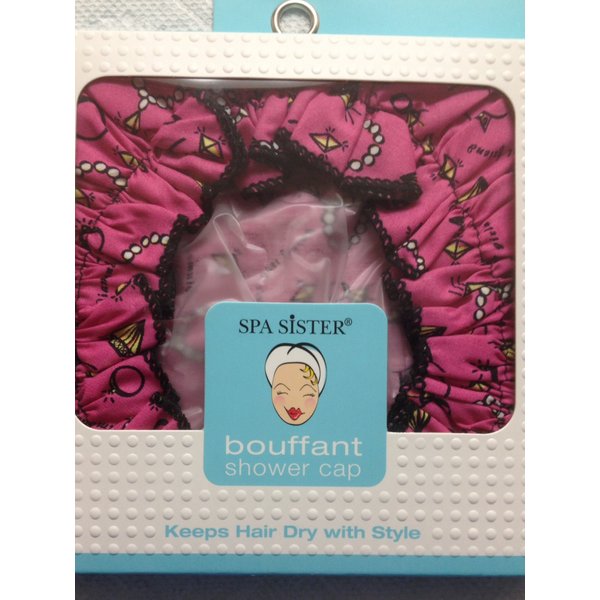 SPA SiSTER®
bouffant
shower cap
Keeps Hair Dry with Style